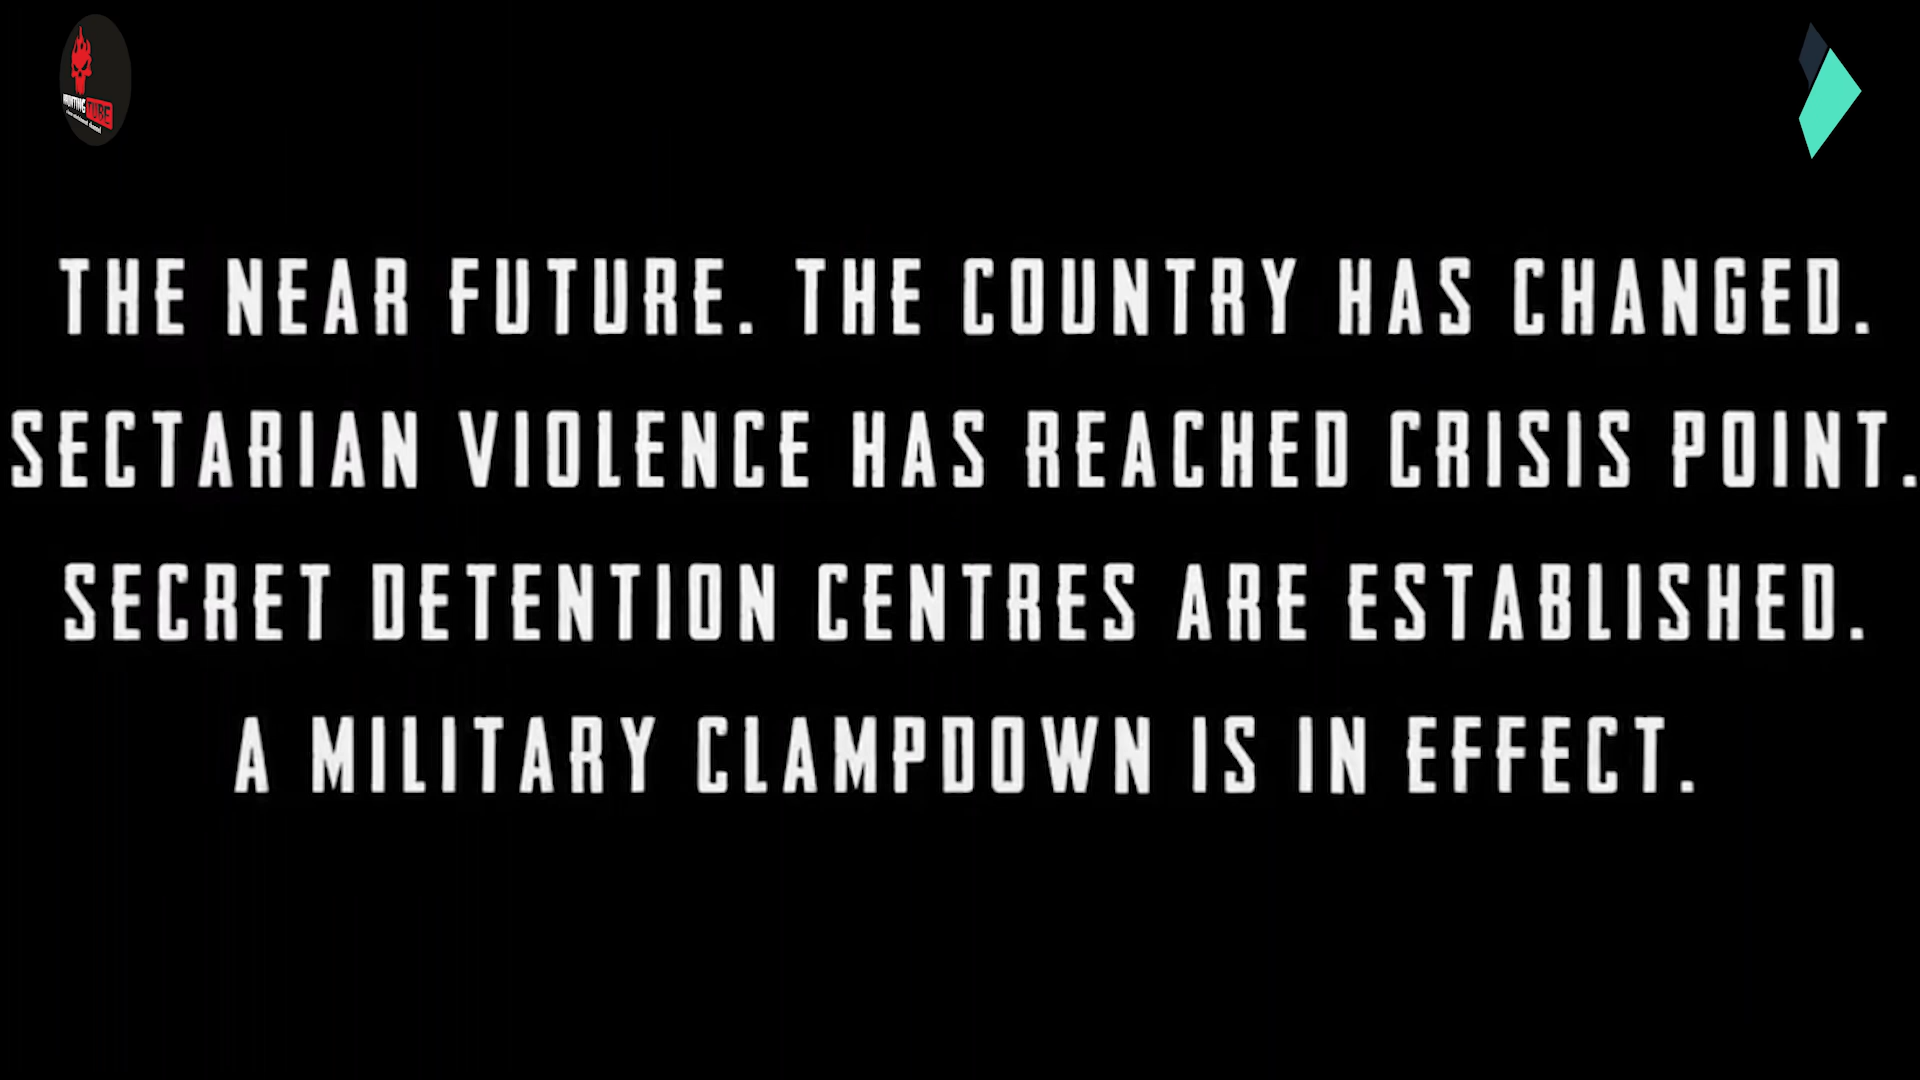 TUBE
THE NEAR FUTURE. THE COUNTRY HAS CHANGED.
SECTARIAN VIOLENCE HAS REACHED CRISIS POINT.
SECRET DETENTION CENTRES ARE ESTABLISHED.
A MILITARY CLAMPDOWN IS IN EFFECT.